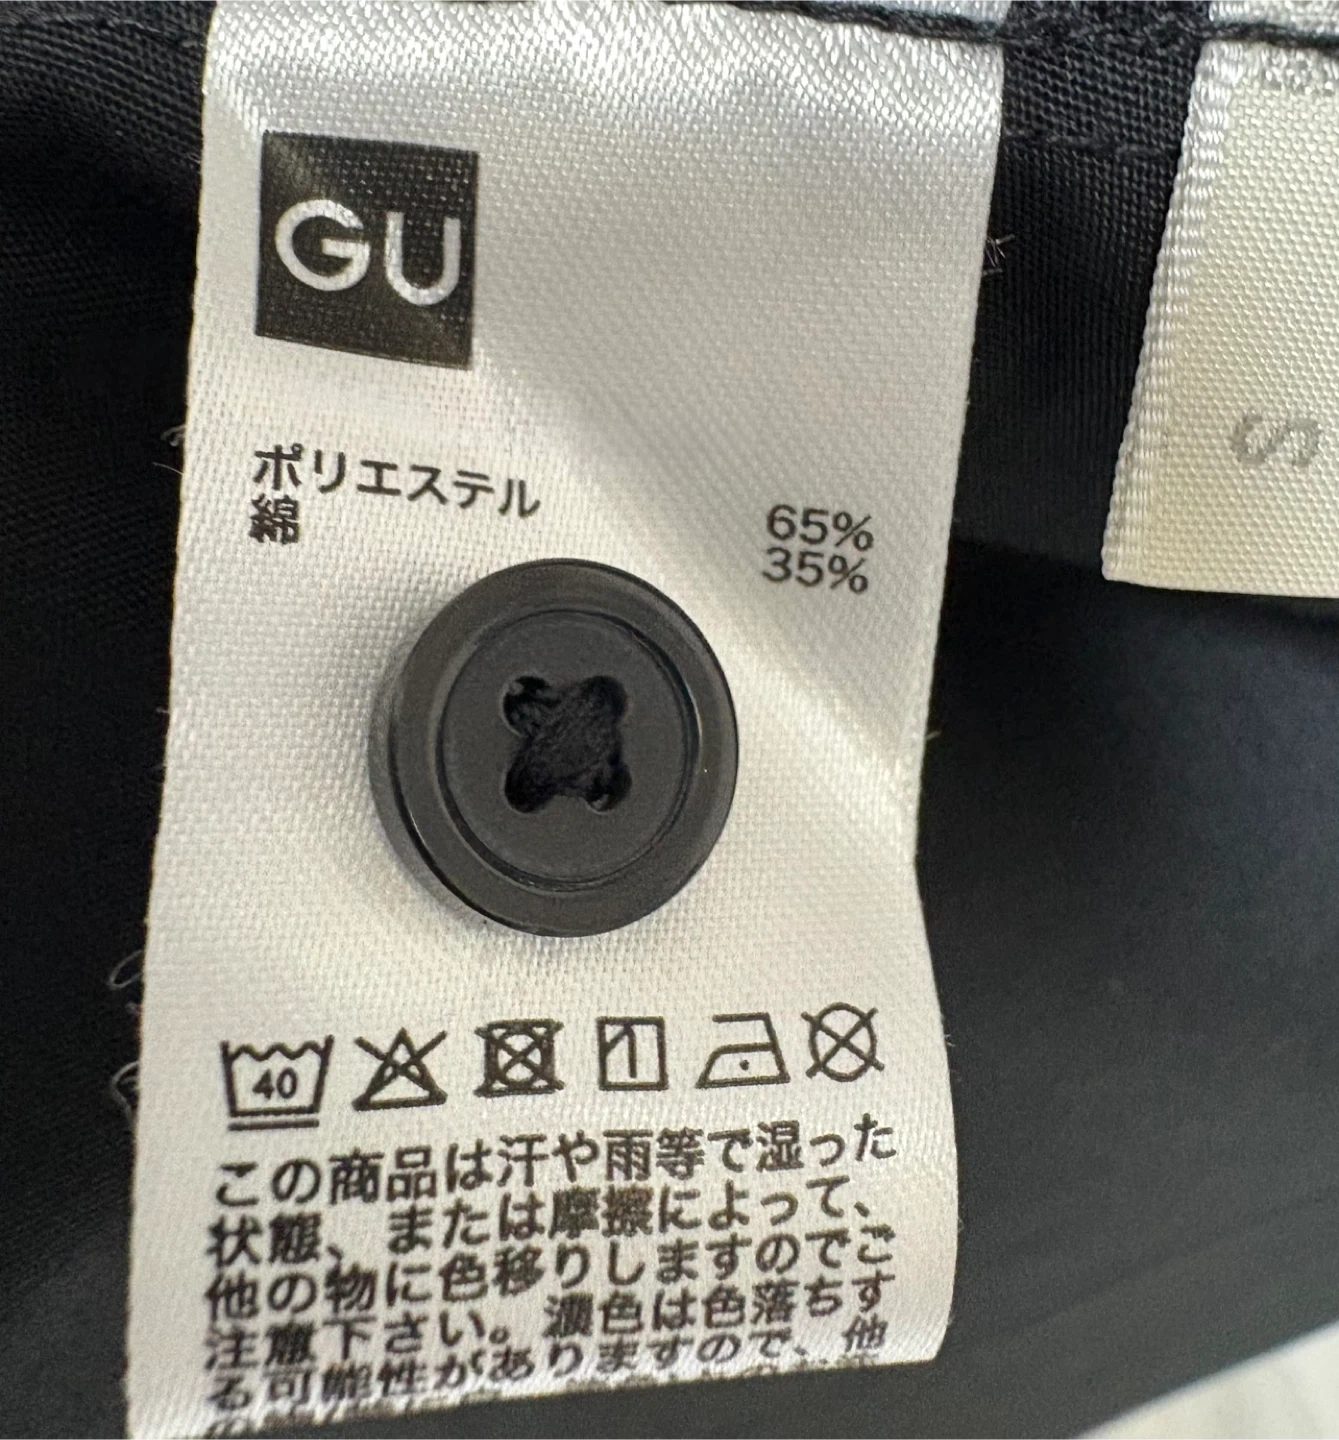 GU
ポリエステル 65%
綿 35%
S
40
この商品は汗や雨等で湿った
状態、または摩擦によって、
他の物に色移りしますのでご
注意下さい。濃色は色落ちす
る可能性がありますので、他